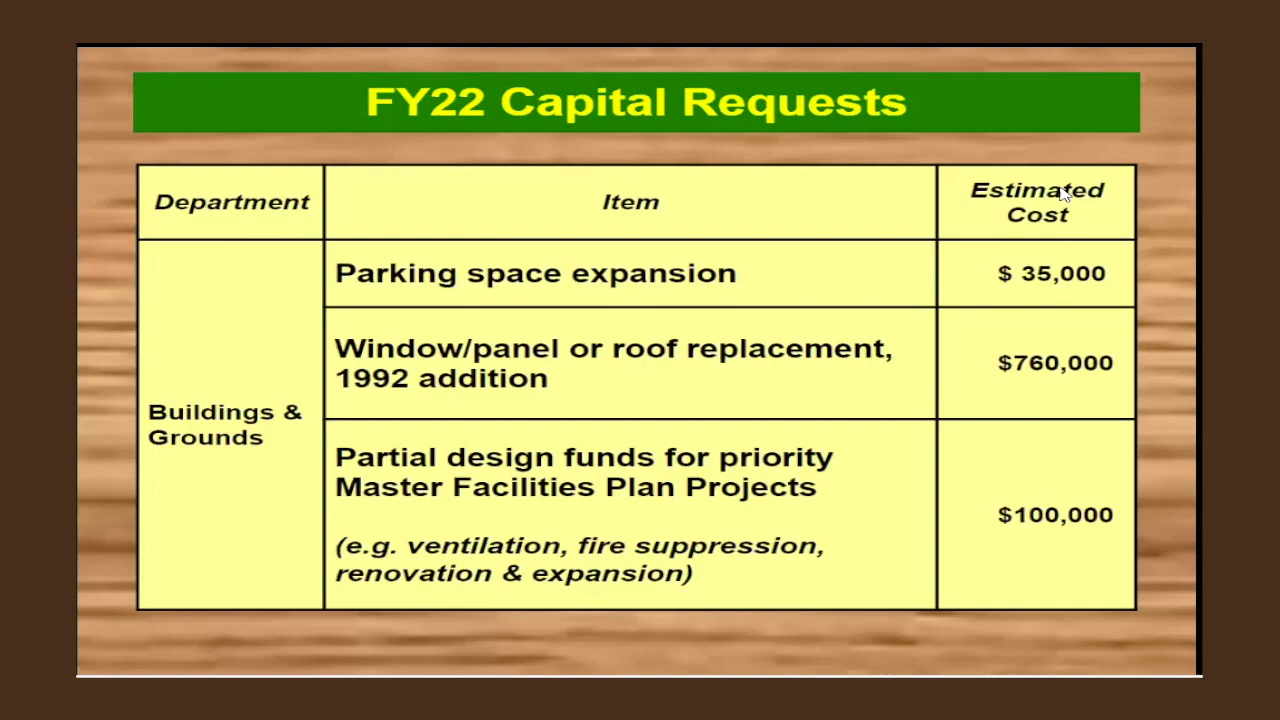 FY22 Capital Requests
Department
Item
Estimated
Cost
Buildings &
Grounds
Parking space expansion
$ 35,000
Window/panel or roof replacement,
1992 addition
$760,000
Partial design funds for priority
Master Facilities Plan Projects
(e.g. ventilation, fire suppression,
renovation & expansion)
$100,000